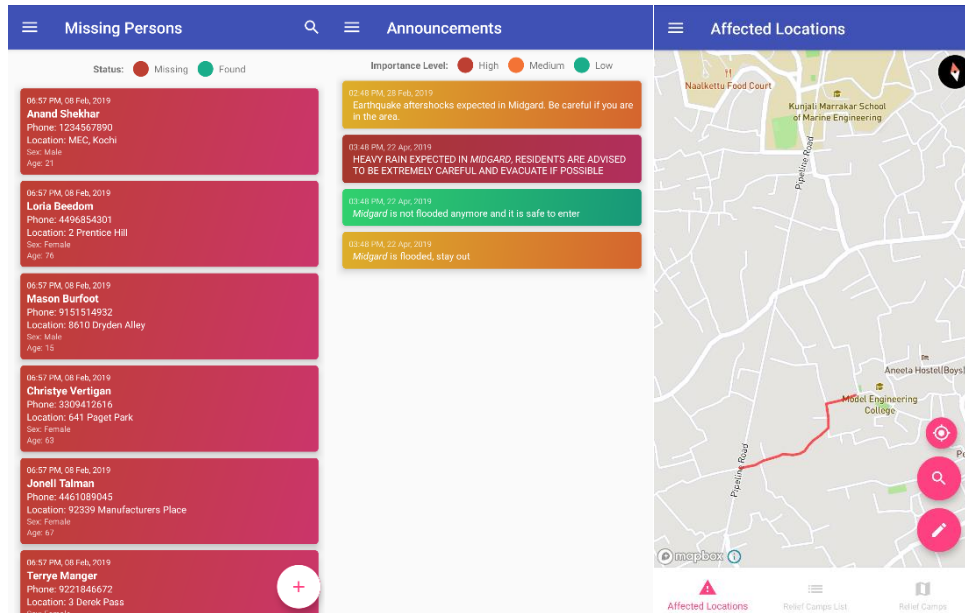 Missing Persons
Status: Missing Found
06:57 PM, 08 Feb, 2019
Anand Shekhar
Phone: 1234567890
Location: MEC, Kochi
Sex: Male
Age: 21
06:57 PM, 08 Feb, 2019
Loria Beedom
Phone: 4496854301
Location: 2 Prentice Hill
Sex: Female
Age: 76
06:57 PM, 08 Feb, 2019
Mason Burfoot
Phone: 9151514932
Location: 8610 Dryden Alley
Sex: Male
Age: 15
06:57 PM, 08 Feb, 2019
Christye Vertigan
Phone: 3309412616
Location: 641 Paget Park
Sex: Female
Age: 63
06:57 PM, 08 Feb, 2019
Jonell Talman
Phone: 4461089045
Location: 92339 Manufacturers Place
Sex: Female
Age: 67
06:57 PM, 08 Feb, 2019
Terrye Manger
Phone: 9221846672
Location: 3 Derek Pass
Announcements
Importance Level: High Medium Low
02:48 PM, 28 Feb, 2019
Earthquake aftershocks expected in Midgard. Be careful if you are
in the area.
03:48 PM, 22 Apr, 2019
HEAVY RAIN EXPECTED IN MIDGARD, RESIDENTS ARE ADVISED
TO BE EXTREMELY CAREFUL AND EVACUATE IF POSSIBLE
03:48 PM, 22 Apr, 2019
Midgard is not flooded anymore and it is safe to enter
03:48 PM, 22 Apr, 2019
Midgard is flooded, stay out
Affected Locations
Naalkettu Food Court
Kunjali Marrakar School
of Marine Engineering
Pipeline Road
Aneeta Hostel(Boys)
Model Engineering
College
Pipeline Road
Pe
mapbox
Affected Locations
Relief Camps List
Relief Camps